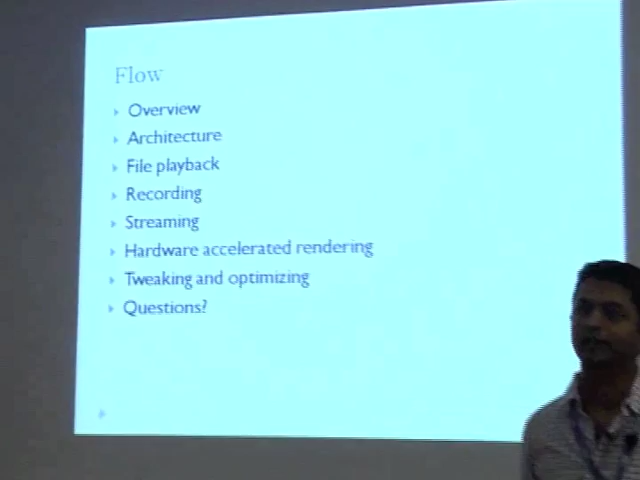 Flow
Overview
Architecture
File playback
Recording
Streaming
Hardware accelerated rendering
Tweaking and optimizing
Questions?